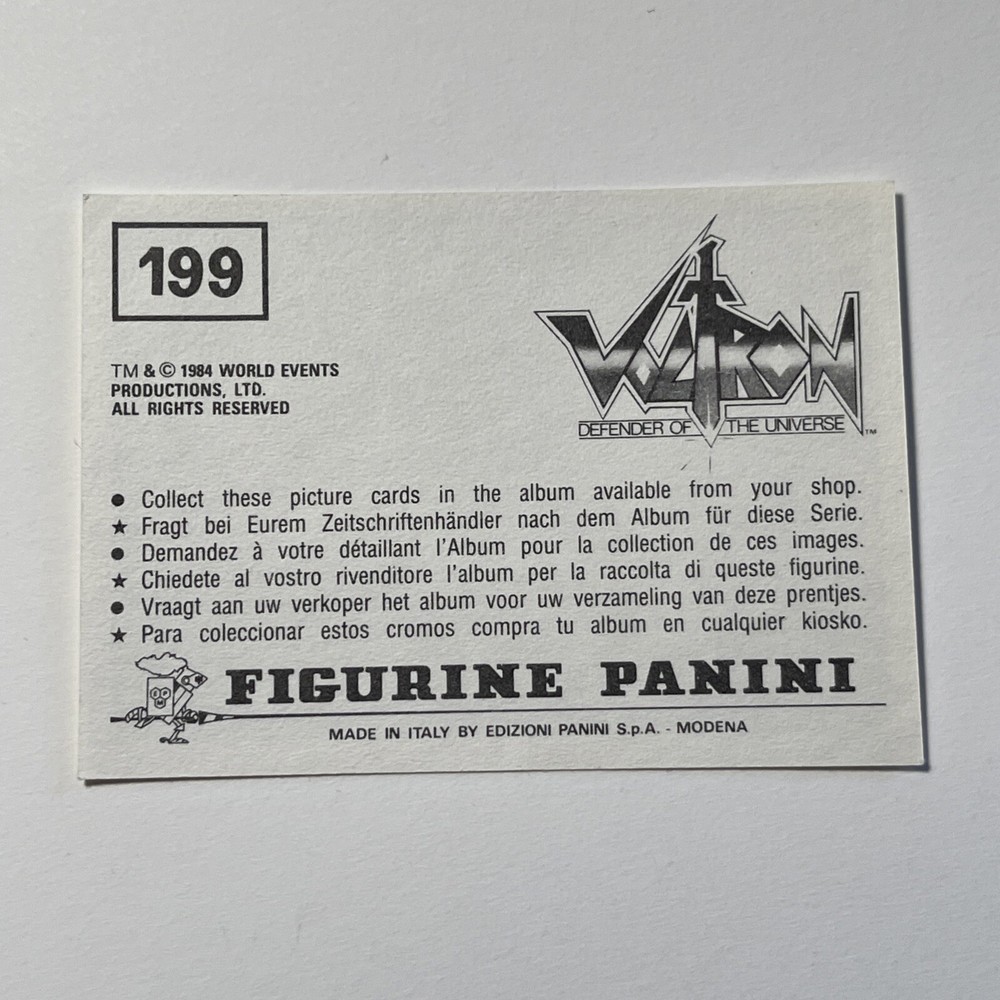 199
TM & © 1984 WORLD EVENTS
PRODUCTIONS, LTD.
ALL RIGHTS RESERVED
VOLTRON
DEFENDER OF THE UNIVERSE ™
● Collect these picture cards in the album available from your shop.
★ Fragt bei Eurem Zeitschriftenhändler nach dem Album für diese Serie.
● Demandez à votre détaillant l'Album pour la collection de ces images.
★ Chiedete al vostro rivenditore l'album per la raccolta di queste figurine.
● Vraagt aan uw verkoper het album voor uw verzameling van deze prentjes.
★ Para coleccionar estos cromos compra tu album en cualquier kiosko.
FIGURINE PANINI
MADE IN ITALY BY EDIZIONI PANINI S.p.A. - MODENA